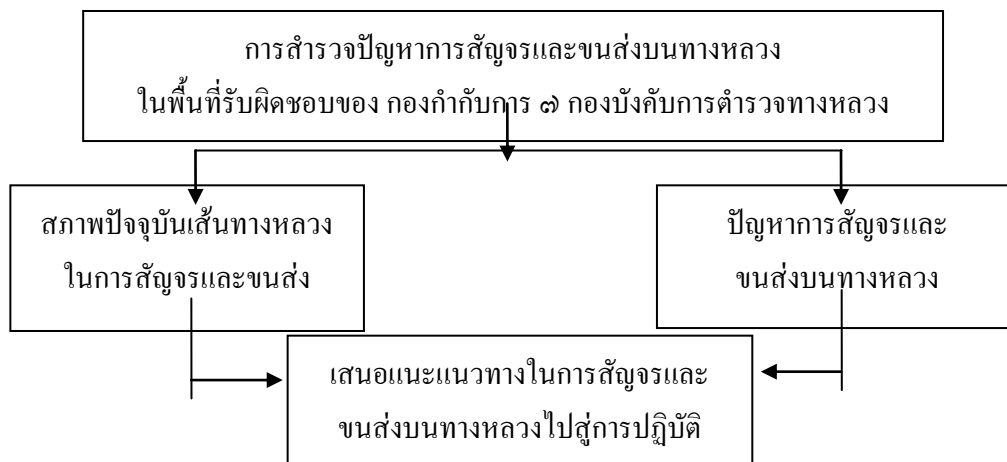 การสำรวจปัญหาการสัญจรและขนส่งบนทางหลวง
ในพื้นที่รับผิดชอบของ กองกำกับการ ๗ กองบังคับการตำรวจทางหลวง
สภาพปัจจุบันเส้นทางหลวง
ในการสัญจรและขนส่ง
ปัญหาการสัญจรและ
ขนส่งบนทางหลวง
เสนอแนะแนวทางในการสัญจรและ
ขนส่งบนทางหลวงไปสู่การปฏิบัติ